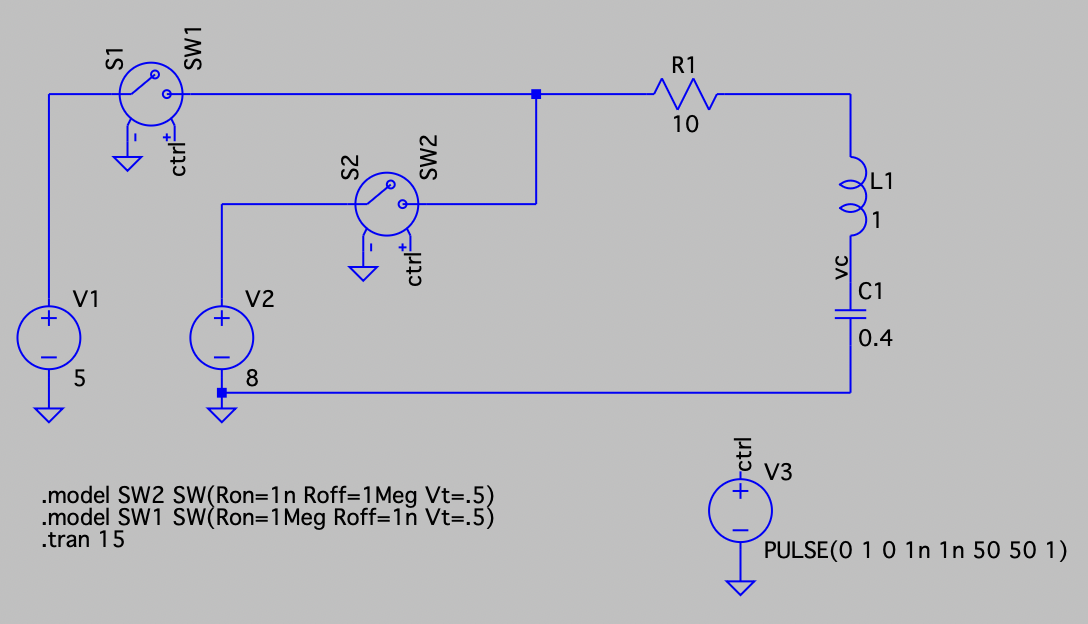 S1
SW1
- +
ctrl
R1
10
S2
SW2
- +
ctrl
L1
1
vc
C1
0.4
V1
+
−
5
V2
+
−
8
ctrl
V3
+
−
PULSE(0 1 0 1n 1n 50 50 1)
.model SW2 SW(Ron=1n Roff=1Meg Vt=.5)
.model SW1 SW(Ron=1Meg Roff=1n Vt=.5)
.tran 15